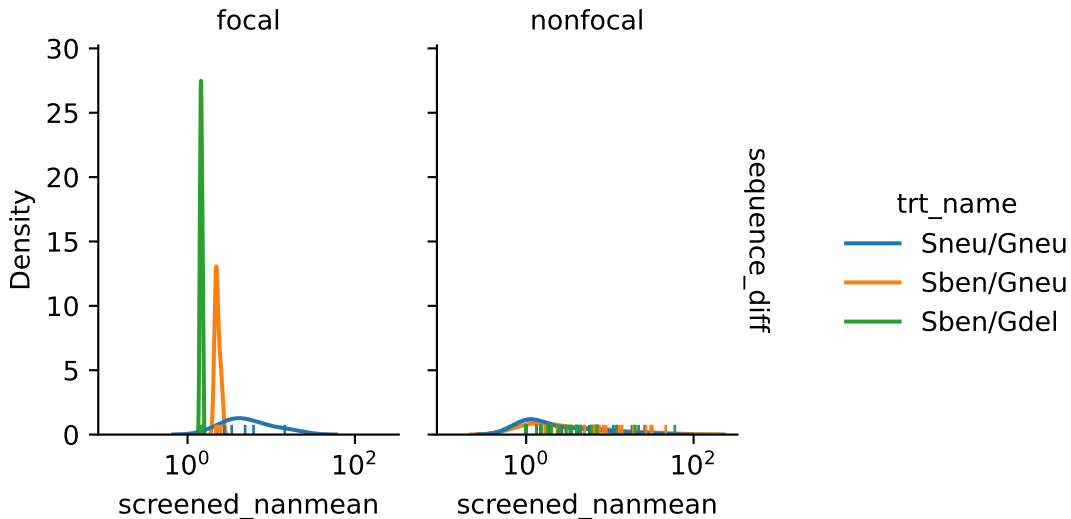 focal
nonfocal
30
25
20
15
10
5
0
Density
10^0
10^2
10^0
10^2
screened_nanmean
screened_nanmean
sequence_diff
trt_name
Sneu/Gneu
Sben/Gneu
Sben/Gdel